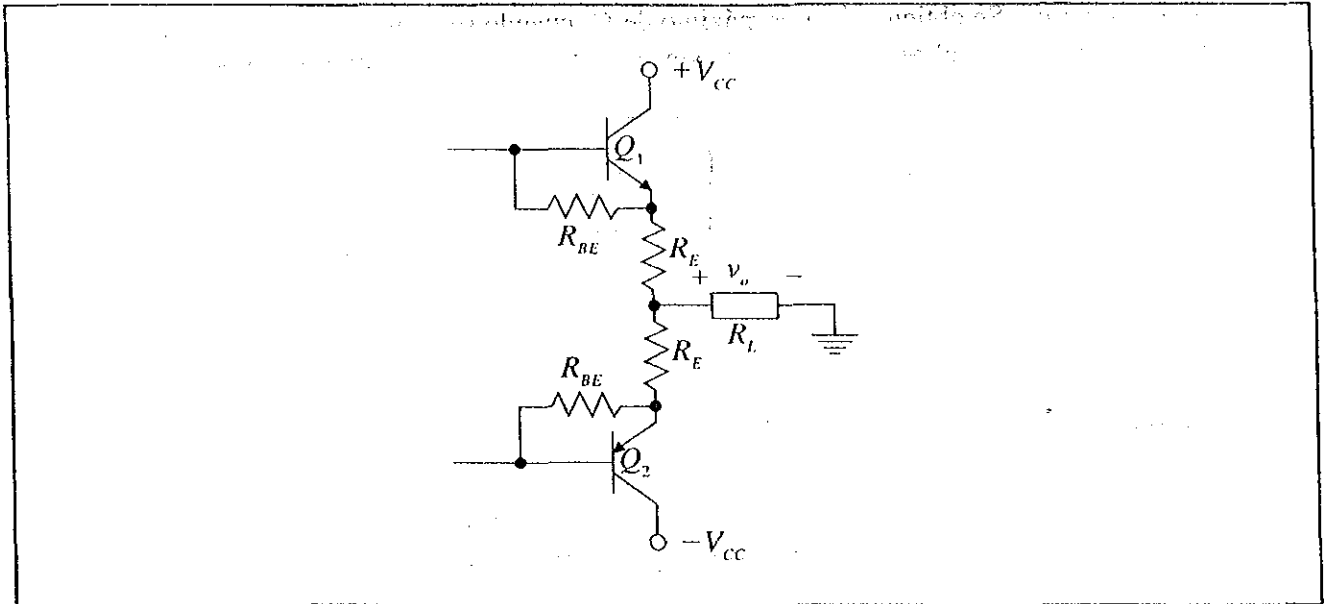 +V_CC
Q_1
R_BE
R_E
+ v_o −
R_L
R_E
R_BE
Q_2
−V_CC